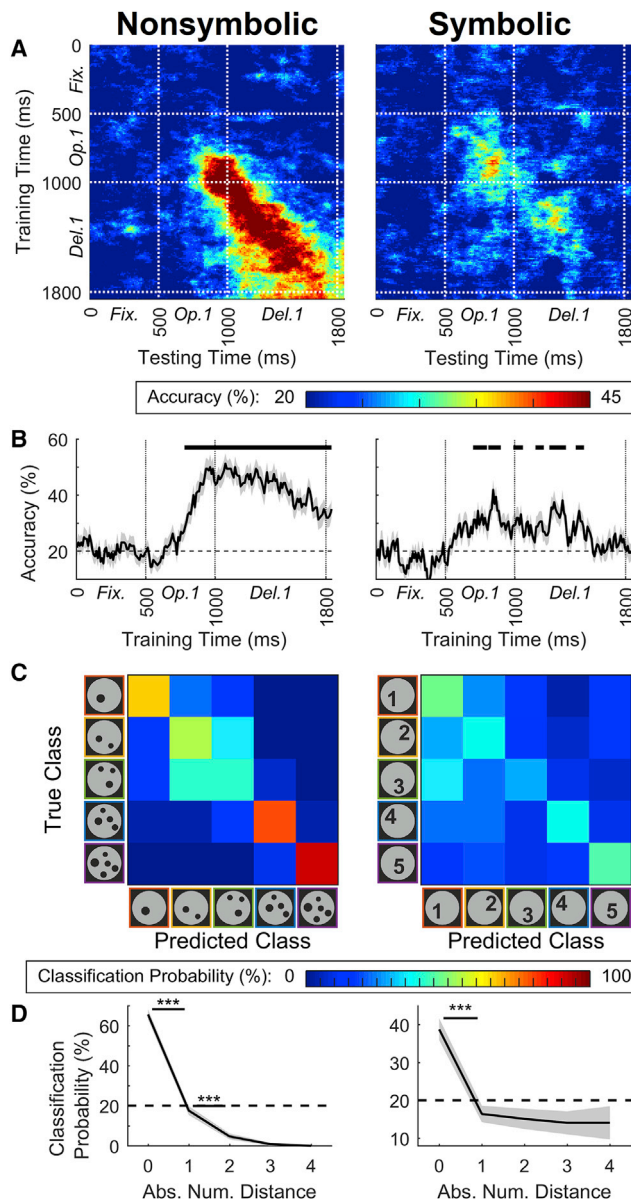 Nonsymbolic Symbolic
A
Training Time (ms)
0
500
1000
1800
Fix.
Op.1
Del.1
0 Fix. 500 Op.1 1000 Del.1 1800
Testing Time (ms)
0 Fix. 500 Op.1 1000 Del.1 1800
Testing Time (ms)
Accuracy (%): 20 45
B
Accuracy (%)
60
40
20
0 Fix. 500 Op.1 1000 Del.1 1800
Training Time (ms)
0 Fix. 500 Op.1 1000 Del.1 1800
Training Time (ms)
C
True Class
1
2
3
4
5
1 2 3 4 5
Predicted Class Predicted Class
Classification Probability (%): 0 100
D
Classification
Probability (%)
60
40
20
0
***
***
0 1 2 3 4
Abs. Num. Distance
40
30
20
10
***
0 1 2 3 4
Abs. Num. Distance